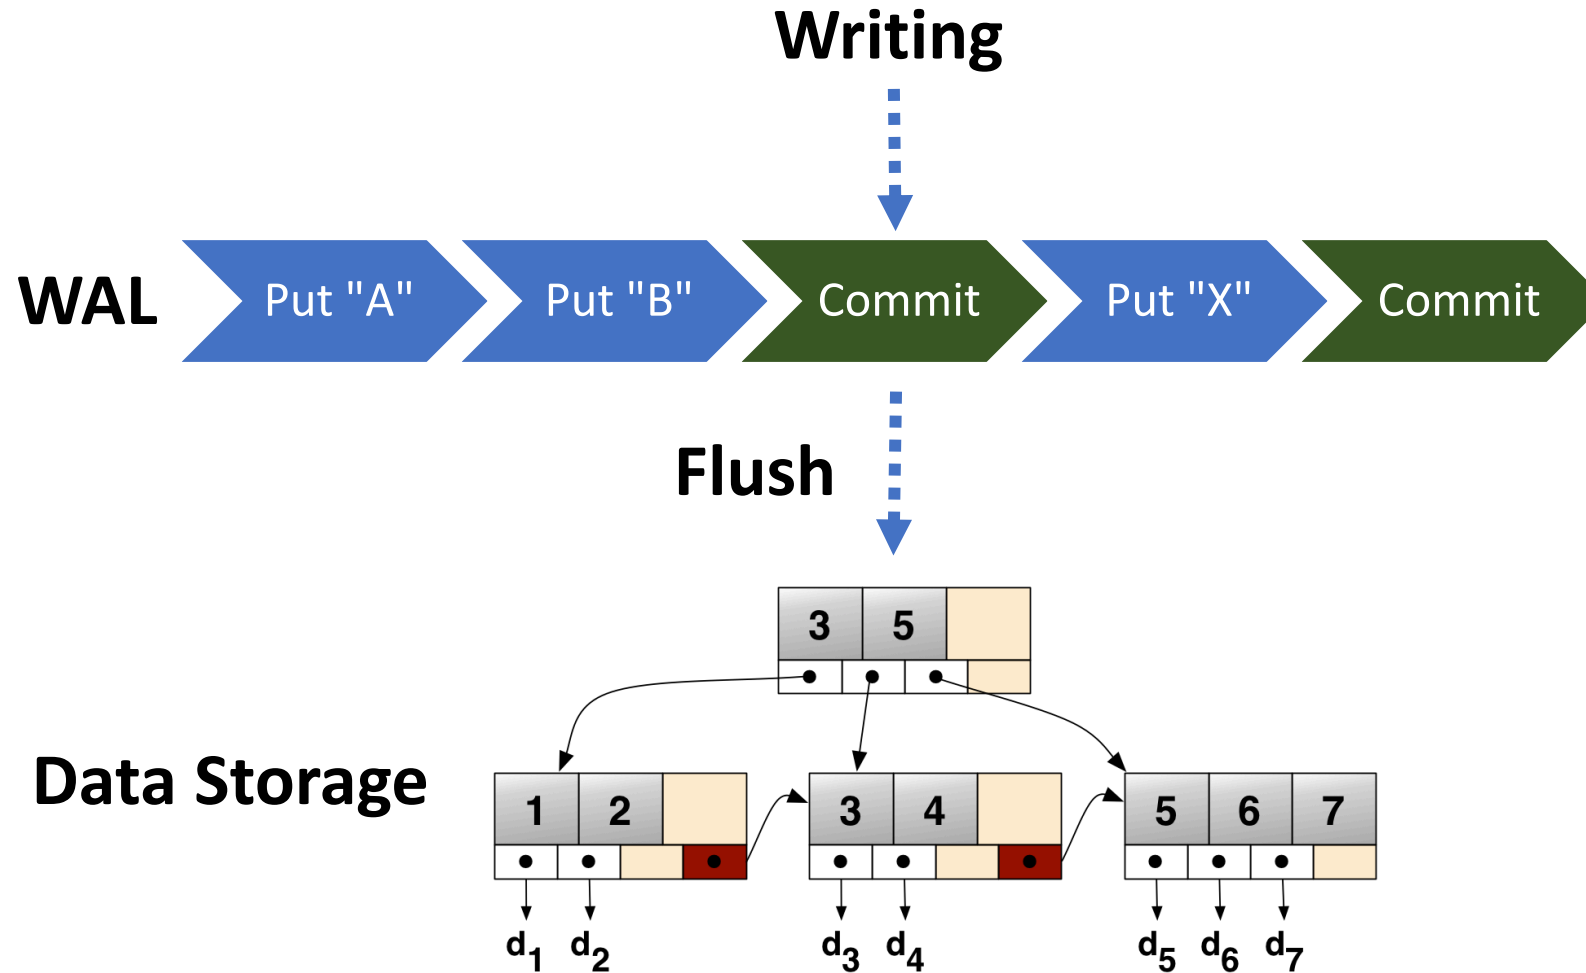 Writing
WAL
Put "A"
Put "B"
Commit
Put "X"
Commit
Flush
3 5
Data Storage
1 2
3 4
5 6 7
d1 d2
d3 d4
d5 d6 d7